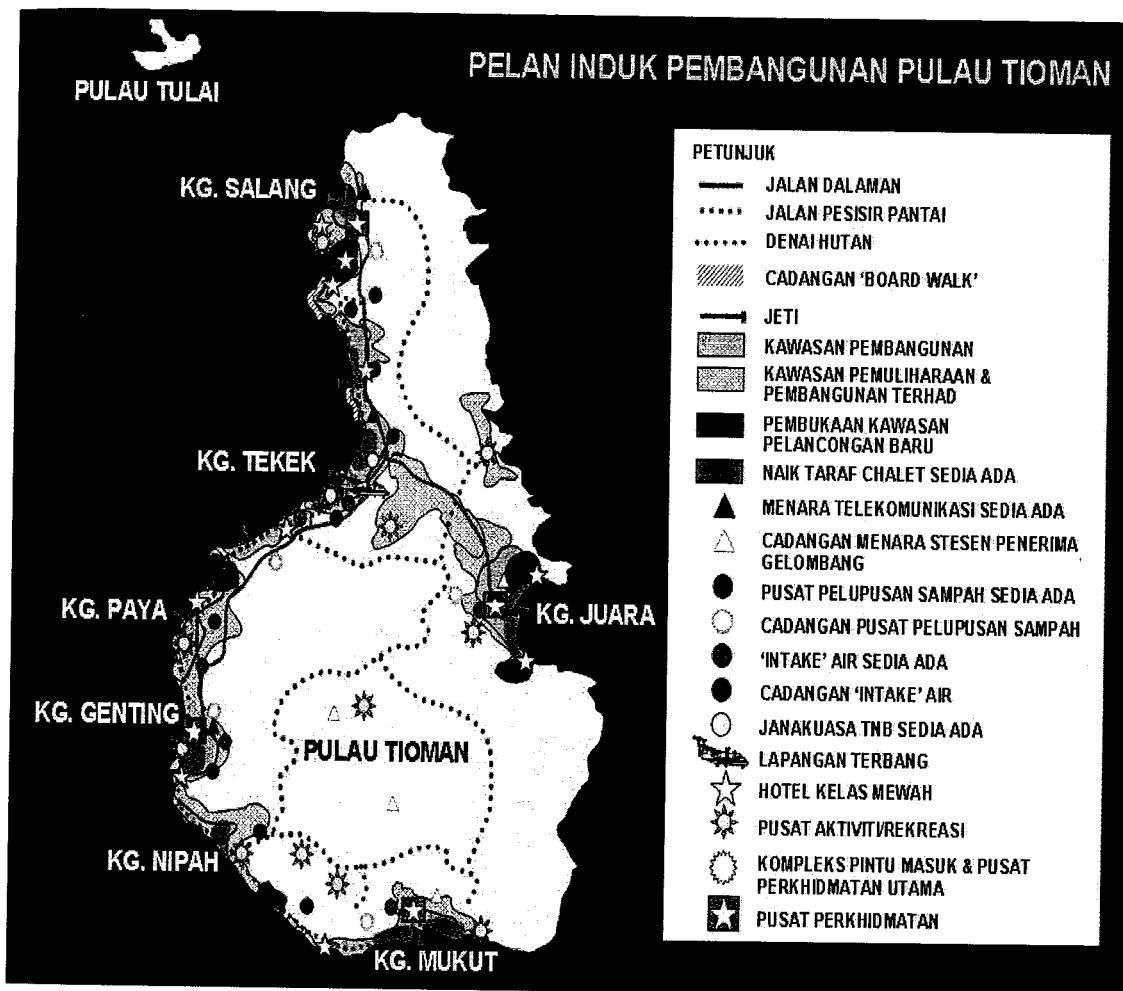 PELAN INDUK PEMBANGUNAN PULAU TIOMAN
PULAU TULAI
KG. SALANG
KG. TEKEK
KG. PAYA
KG. JUARA
KG. GENTING
PULAU TIOMAN
KG. NIPAH
KG. MUKUT
PETUNJUK
JALAN DALAMAN
JALAN PESISIR PANTAI
DENAI HUTAN
CADANGAN 'BOARD WALK'
JETI
KAWASAN PEMBANGUNAN
KAWASAN PEMULIHARAAN &
PEMBANGUNAN TERHAD
PEMBUKAAN KAWASAN
PELANCONGAN BARU
NAIK TARAF CHALET SEDIA ADA
MENARA TELEKOMUNIKASI SEDIA ADA
CADANGAN MENARA STESEN PENERIMA
GELOMBANG
PUSAT PELUPUSAN SAMPAH SEDIA ADA
CADANGAN PUSAT PELUPUSAN SAMPAH
'INTAKE' AIR SEDIA ADA
CADANGAN 'INTAKE' AIR
JANAKUASA TNB SEDIA ADA
LAPANGAN TERBANG
HOTEL KELAS MEWAH
PUSAT AKTIVITI/REKREASI
KOMPLEKS PINTU MASUK & PUSAT
PERKHIDMATAN UTAMA
PUSAT PERKHIDMATAN